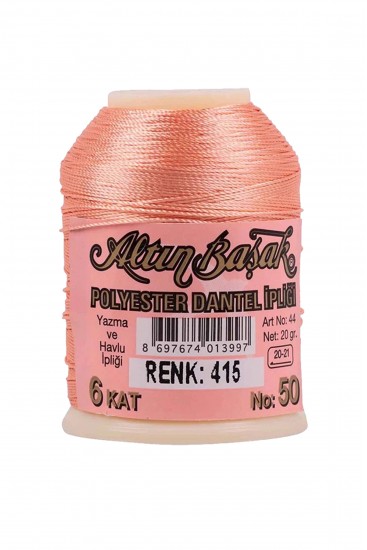 Altın Başak
POLYESTER DANTEL İPLİĞİ
Yazma
ve
Havlu
İpliği
Art No: 44
Net: 20 gr.
20-21
8 697674 013997
RENK: 415
6 KAT
No: 50